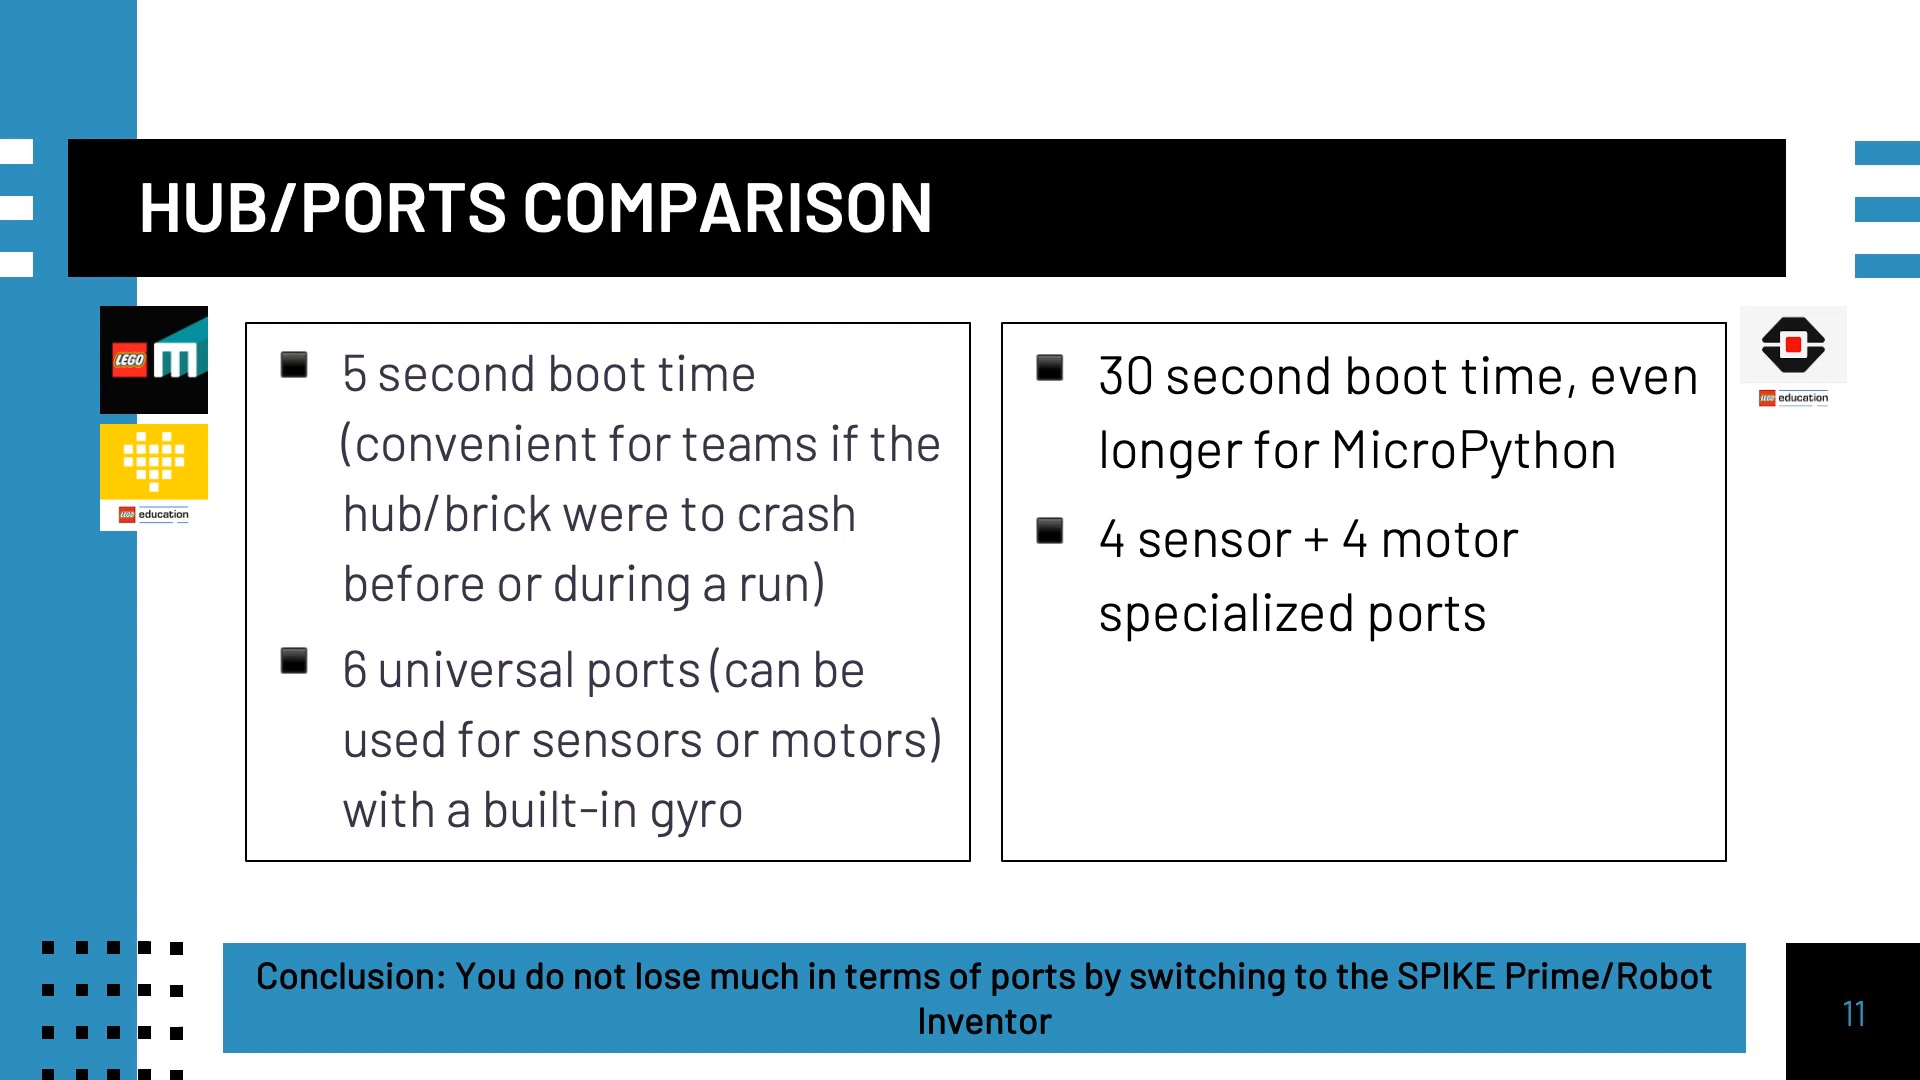 HUB/PORTS COMPARISON
LEGO
LEGO education
5 second boot time
(convenient for teams if the
hub/brick were to crash
before or during a run)
6 universal ports (can be
used for sensors or motors)
with a built-in gyro
30 second boot time, even
longer for MicroPython
4 sensor + 4 motor
specialized ports
LEGO education
Conclusion: You do not lose much in terms of ports by switching to the SPIKE Prime/Robot
Inventor
11